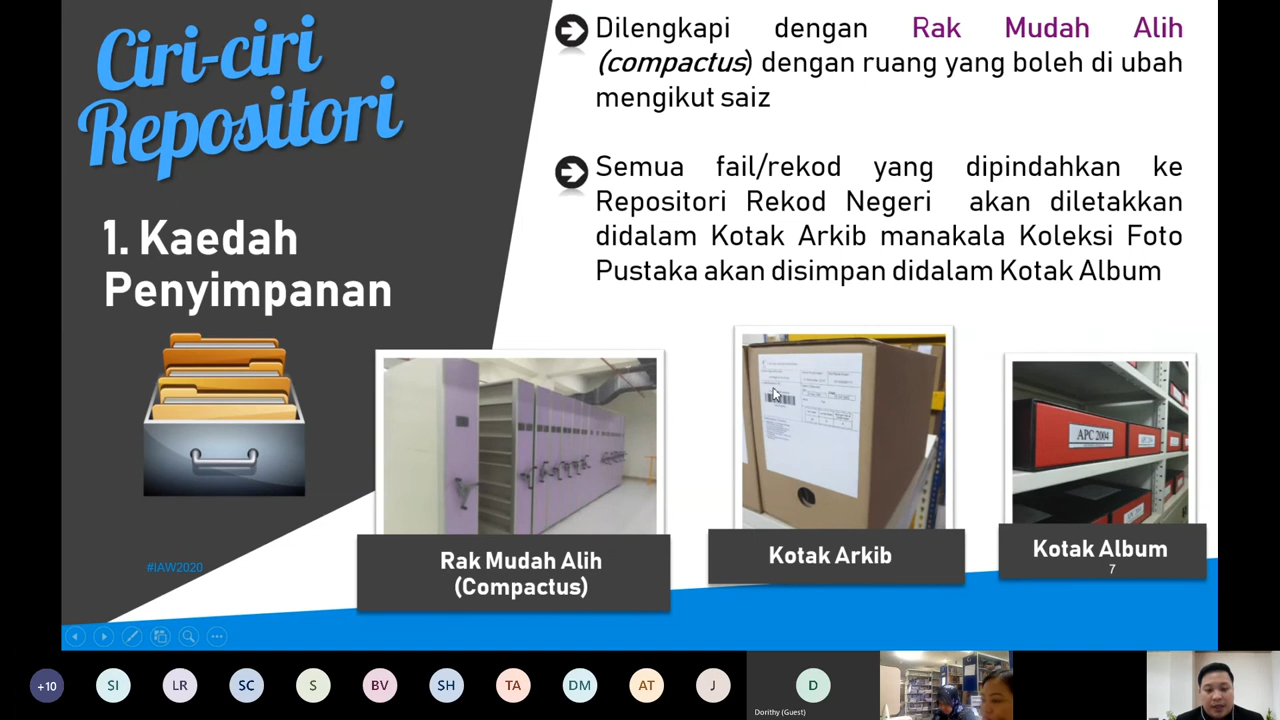 Ciri-ciri
Repositori
1. Kaedah
Penyimpanan
Dilengkapi dengan Rak Mudah Alih
(compactus) dengan ruang yang boleh di ubah
mengikut saiz
Semua fail/rekod yang dipindahkan ke
Repositori Rekod Negeri akan diletakkan
didalam Kotak Arkib manakala Koleksi Foto
Pustaka akan disimpan didalam Kotak Album
APC 2004
Rak Mudah Alih
(Compactus)
Kotak Arkib
Kotak Album
7
#IAW2020
+10
SI
LR
SC
S
BV
SH
TA
DM
AT
J
D
Dorithy (Guest)